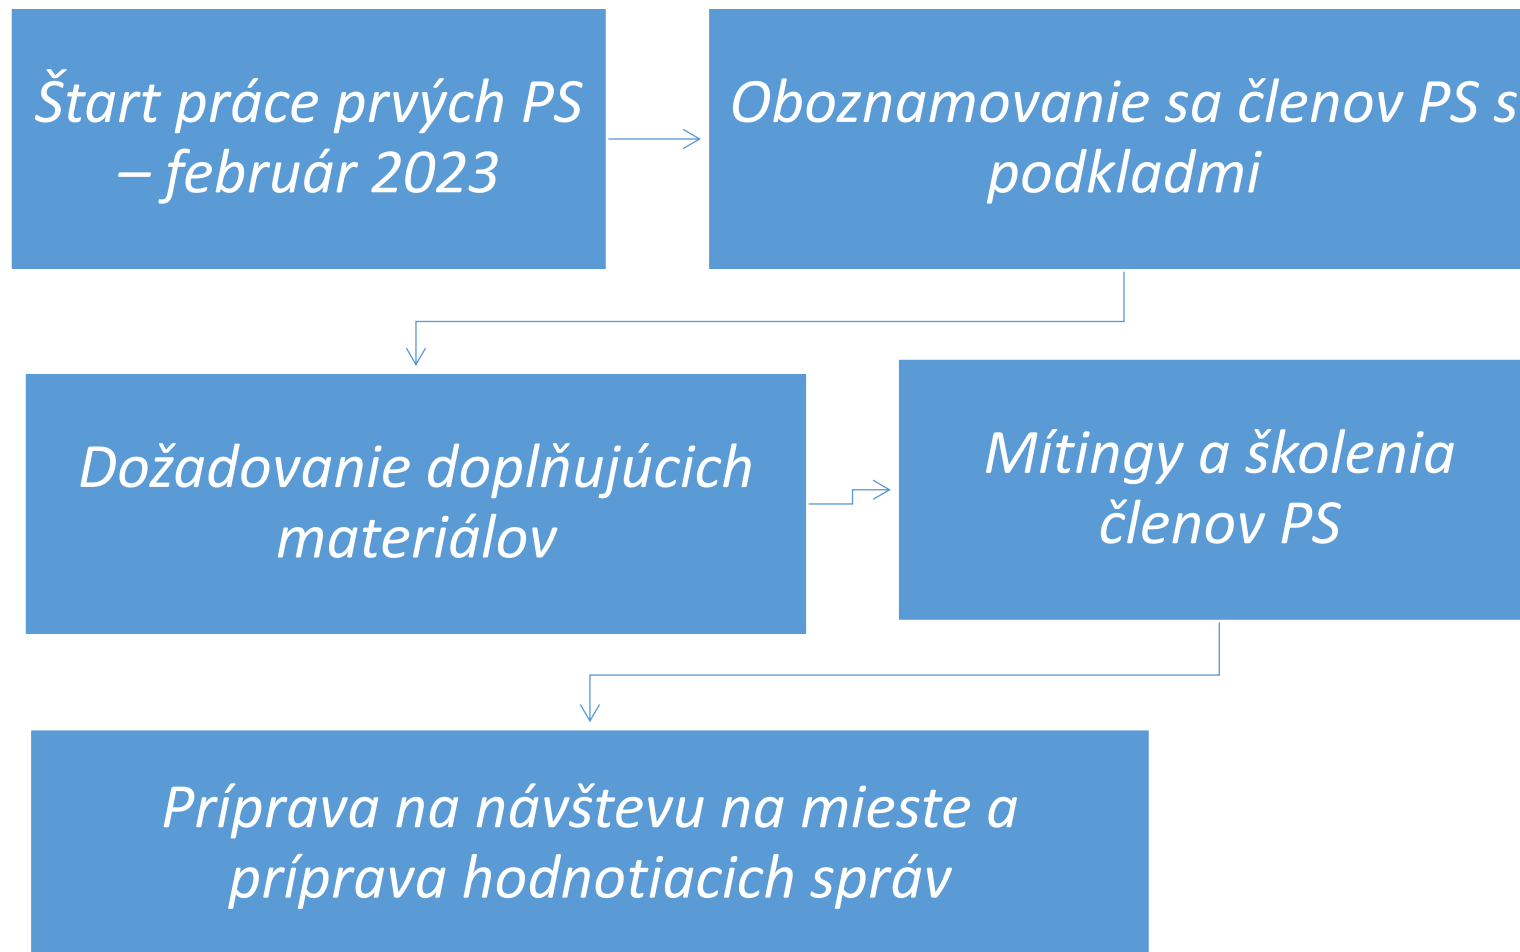 Štart práce prvých PS
– február 2023
Oboznamovanie sa členov PS s
podkladmi
Dožadovanie doplňujúcich
materiálov
Mítingy a školenia
členov PS
Príprava na návštevu na mieste a
príprava hodnotiacich správ